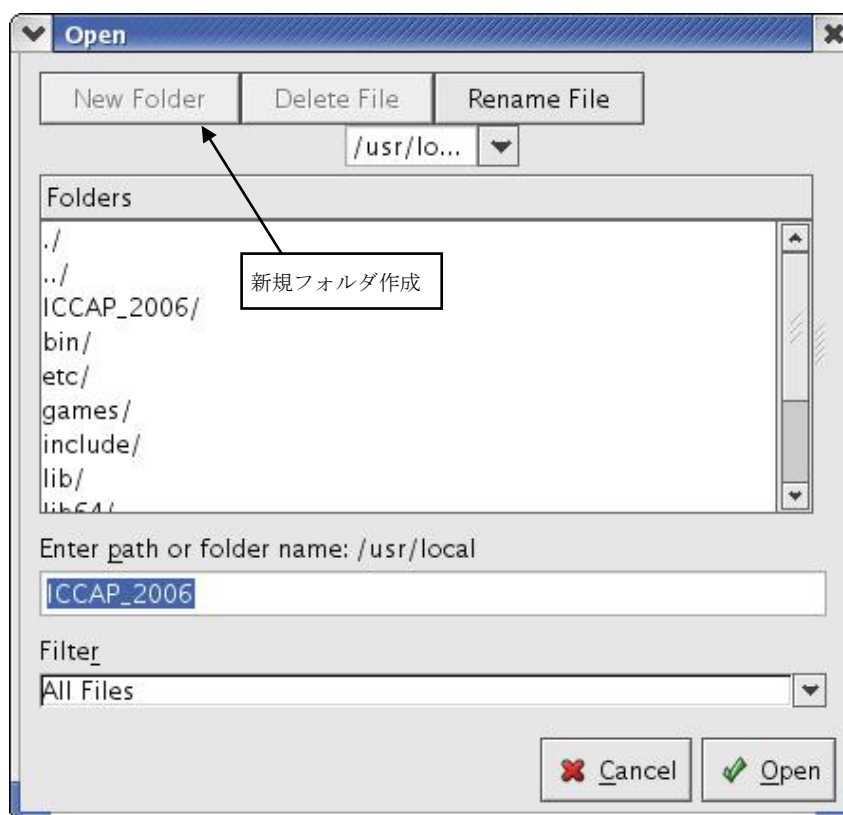 Open
New Folder Delete File Rename File
/usr/lo...
Folders
./
../
新規フォルダ作成
ICCAP_2006/
bin/
etc/
games/
include/
lib/
lib64/
Enter path or folder name: /usr/local
ICCAP_2006
Filter
All Files
Cancel Open